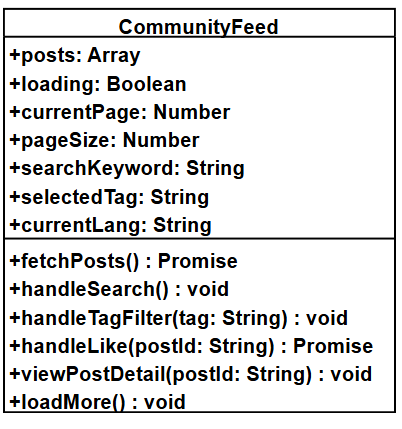 CommunityFeed
+posts: Array
+loading: Boolean
+currentPage: Number
+pageSize: Number
+searchKeyword: String
+selectedTag: String
+currentLang: String
+fetchPosts() : Promise
+handleSearch() : void
+handleTagFilter(tag: String) : void
+handleLike(postId: String) : Promise
+viewPostDetail(postId: String) : void
+loadMore() : void